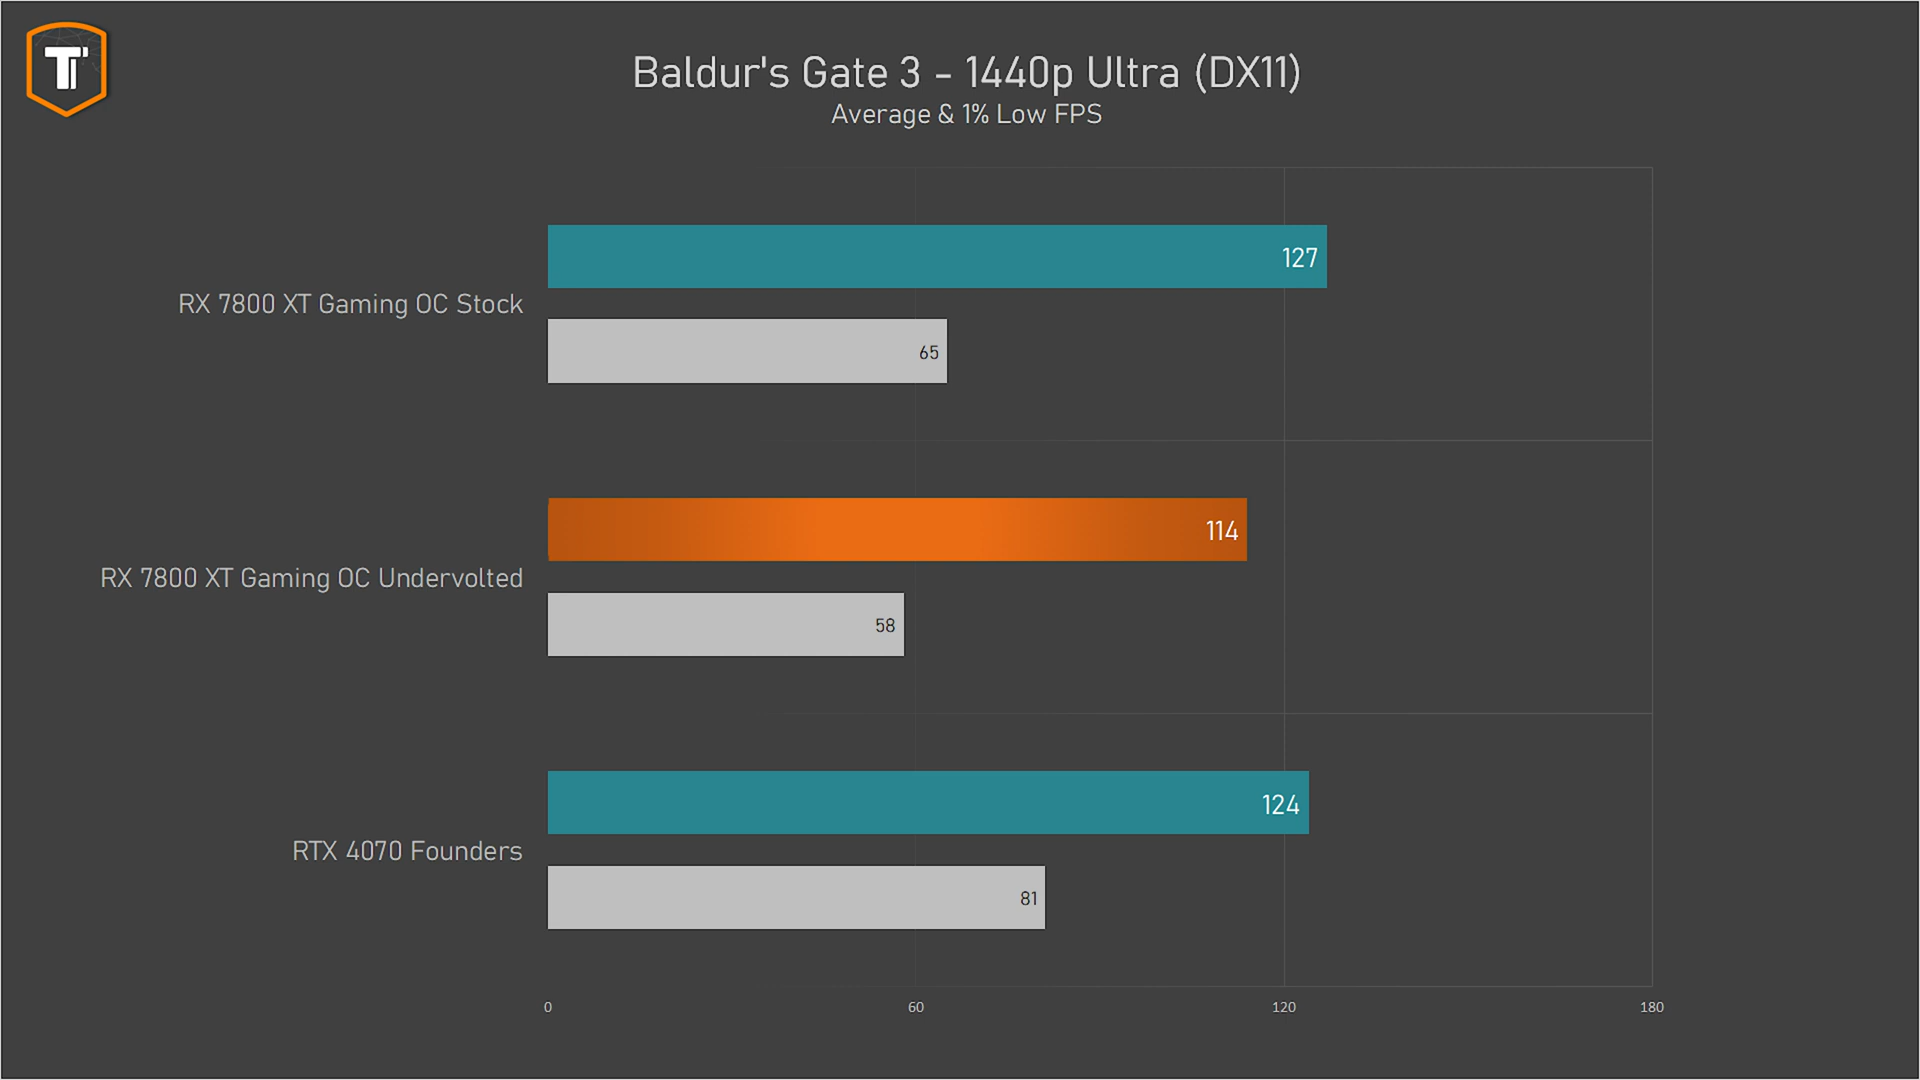 T
Baldur's Gate 3 - 1440p Ultra (DX11)
Average & 1% Low FPS
RX 7800 XT Gaming OC Stock
127
65
RX 7800 XT Gaming OC Undervolted
114
58
RTX 4070 Founders
124
81
0 60 120 180